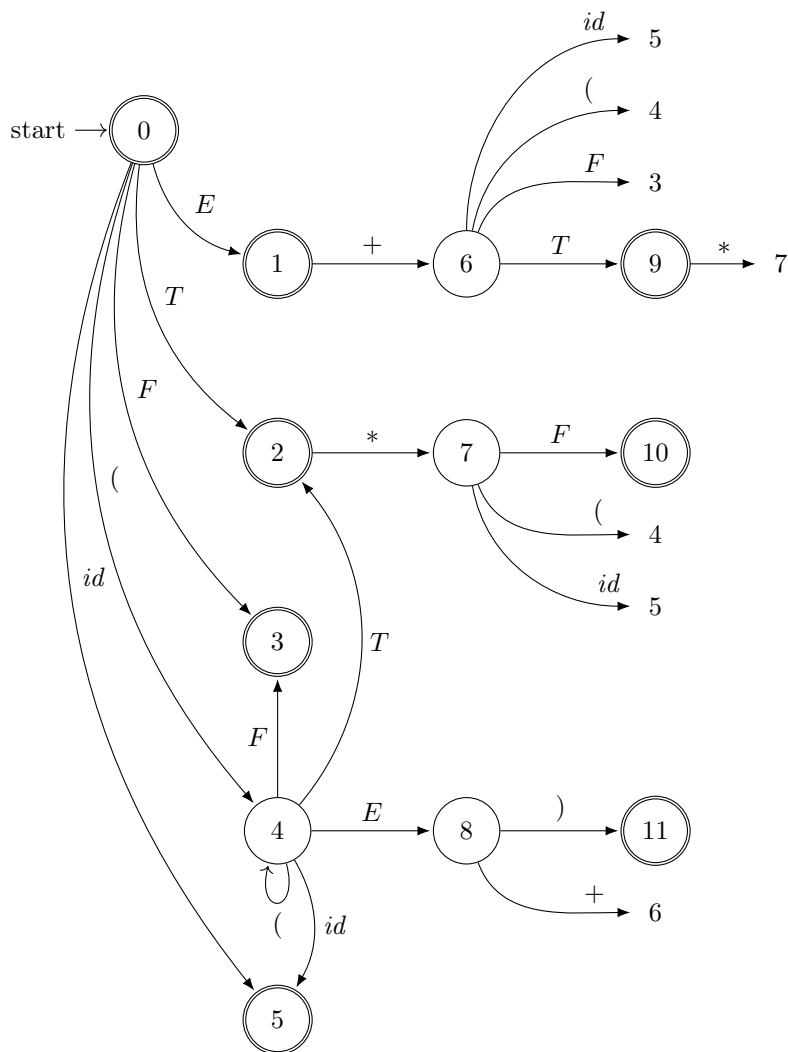 id 5
( 4
start 0
F 3
E
1 + 6 T 9 * 7
T
F
2 * 7 F 10
( ( 4
id id 5
3 T
F
4 E 8 ) 11
+ 6
( id
5